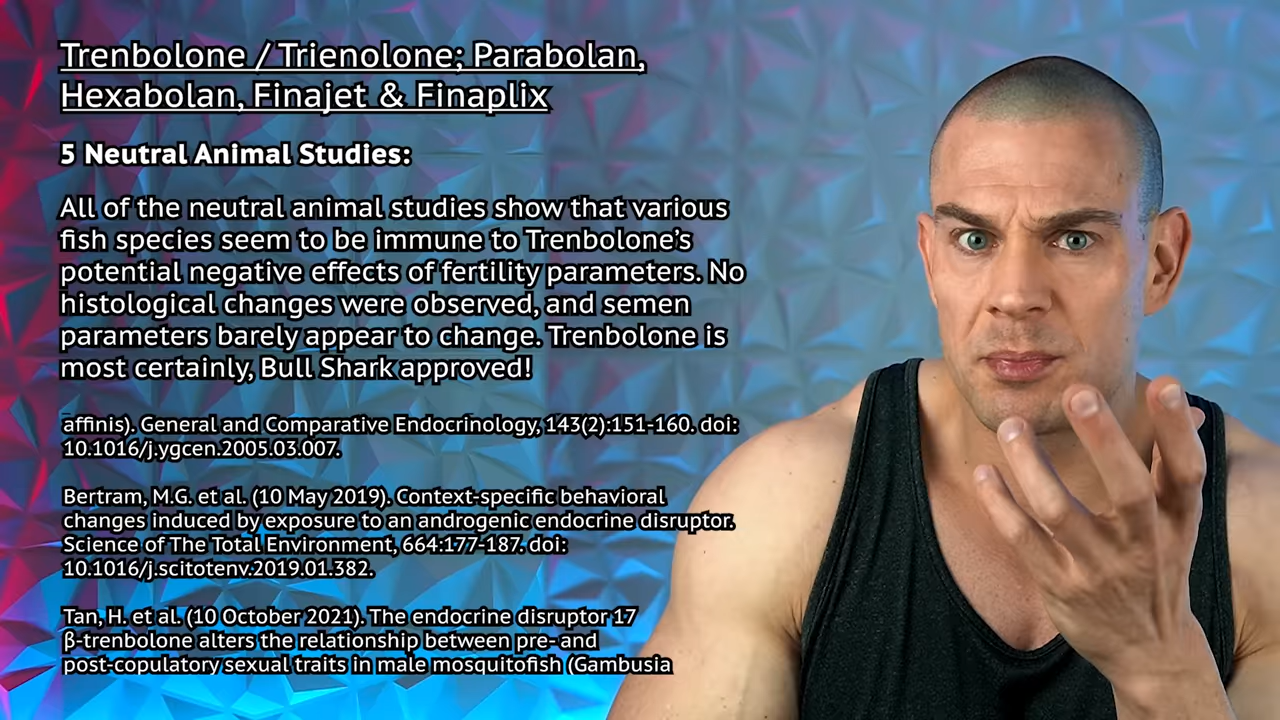 Trenbolone / Trienolone; Parabolan,
Hexabolan, Finajet & Finaplix
5 Neutral Animal Studies:
All of the neutral animal studies show that various
fish species seem to be immune to Trenbolone’s
potential negative effects of fertility parameters. No
histological changes were observed, and semen
parameters barely appear to change. Trenbolone is
most certainly, Bull Shark approved!
affinis). General and Comparative Endocrinology, 143(2):151-160. doi:
10.1016/j.ygcen.2005.03.007.
Bertram, M.G. et al. (10 May 2019). Context-specific behavioral
changes induced by exposure to an androgenic endocrine disruptor.
Science of The Total Environment, 664:177-187. doi:
10.1016/j.scitotenv.2019.01.382.
Tan, H. et al. (10 October 2021). The endocrine disruptor 17
β-trenbolone alters the relationship between pre- and
post-copulatory sexual traits in male mosquitofish (Gambusia